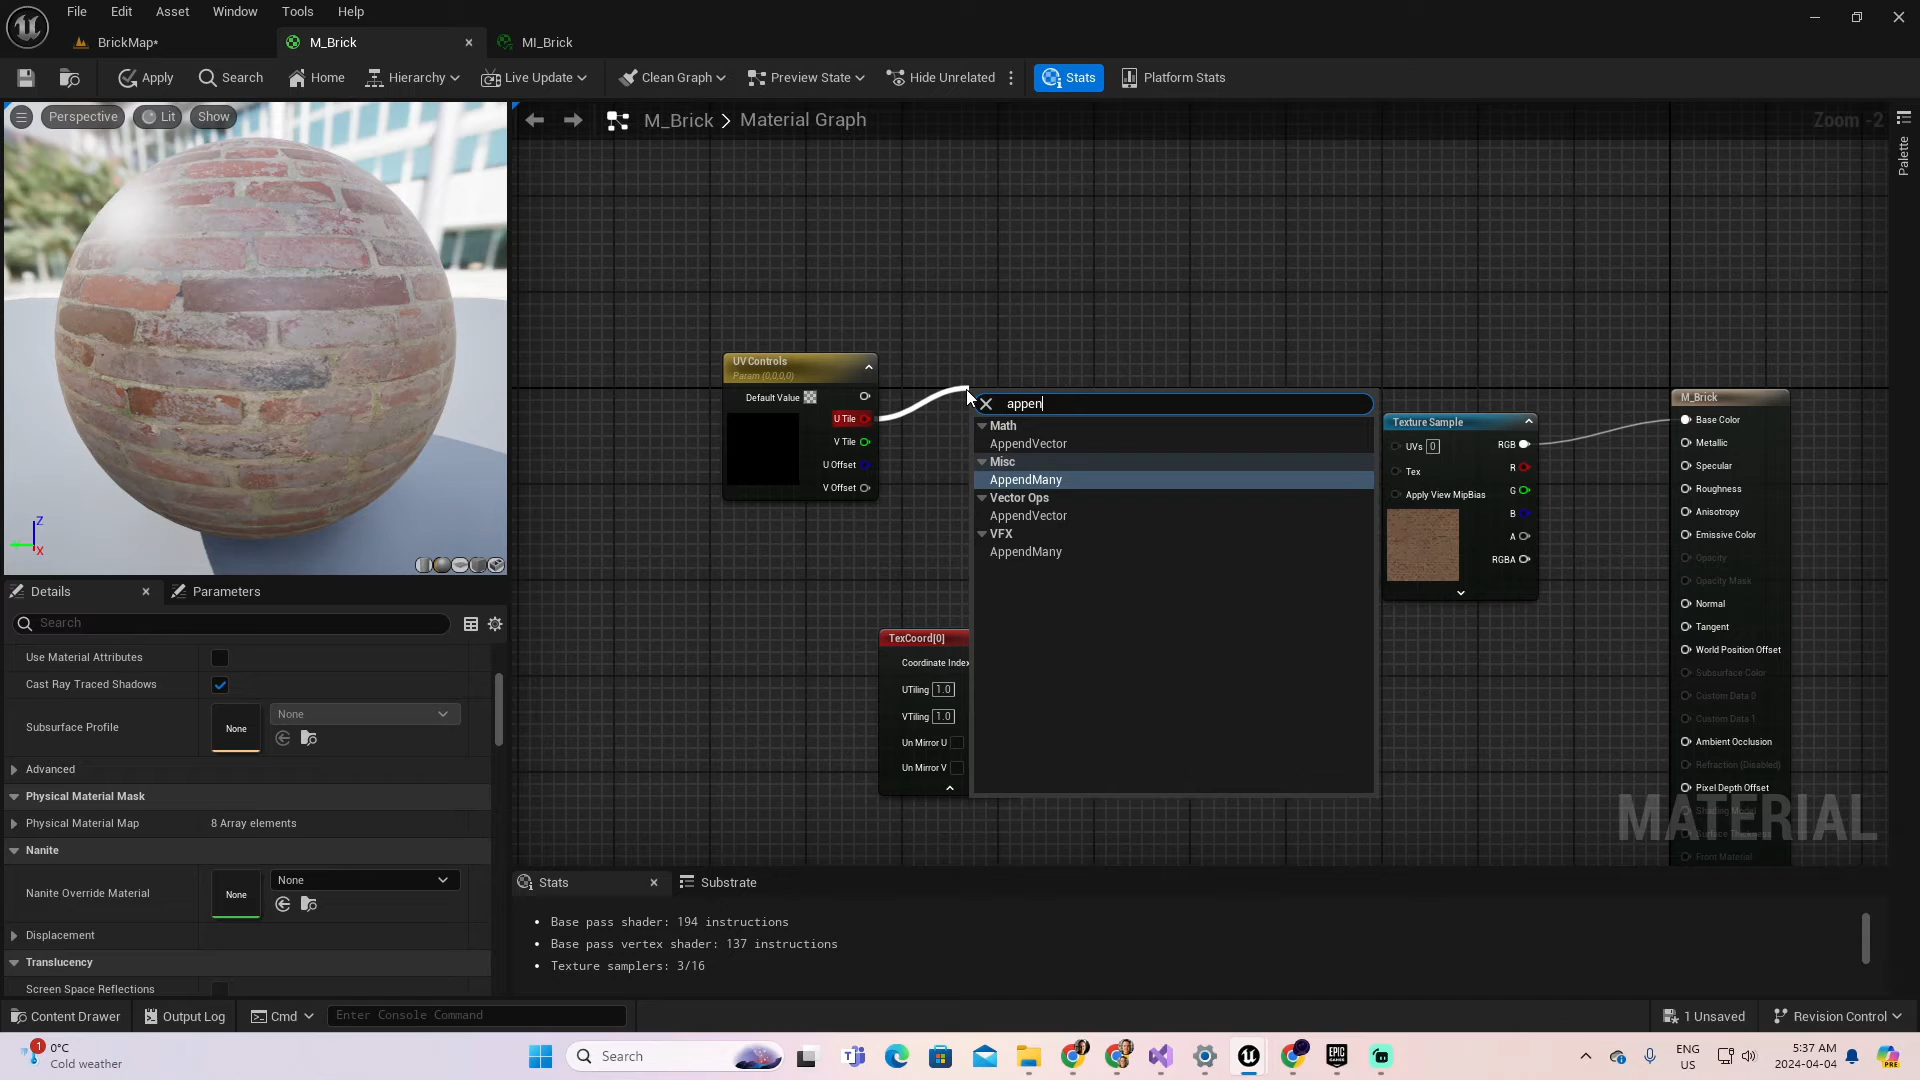 File Edit Asset Window Tools Help
BrickMap* M_Brick MI_Brick
Apply Search Home Hierarchy Live Update Clean Graph Preview State Hide Unrelated Stats Platform Stats
Perspective Lit Show
M_Brick > Material Graph
Zoom -2
Palette
UV Controls
Param (0,0,0,0)
Default Value
U Tile
V Tile
U Offset
V Offset
appen
Math
AppendVector
Misc
AppendMany
Vector Ops
AppendVector
VFX
AppendMany
TexCoord[0]
Coordinate Index
UTiling 1.0
VTiling 1.0
Un Mirror U
Un Mirror V
Texture Sample
UVs 0 RGB
Tex R
Apply View MipBias G
B
A
RGBA
M_Brick
Base Color
Metallic
Specular
Roughness
Anisotropy
Emissive Color
Opacity
Opacity Mask
Normal
Tangent
World Position Offset
Subsurface Color
Custom Data 0
Custom Data 1
Ambient Occlusion
Refraction (Disabled)
Pixel Depth Offset
Shading Model
Surface Thickness
Front Material
MATERIAL
Z
X
Details Parameters
Search
Use Material Attributes
Cast Ray Traced Shadows
Subsurface Profile None None
Advanced
Physical Material Mask
Physical Material Map 8 Array elements
Nanite
Nanite Override Material None None
Displacement
Translucency
Screen Space Reflections
Stats Substrate
• Base pass shader: 194 instructions
• Base pass vertex shader: 137 instructions
• Texture samplers: 3/16
Content Drawer Output Log Cmd Enter Console Command 1 Unsaved Revision Control
1 0°C
Cold weather
Search
ENG
US
5:37 AM
2024-04-04
PRE